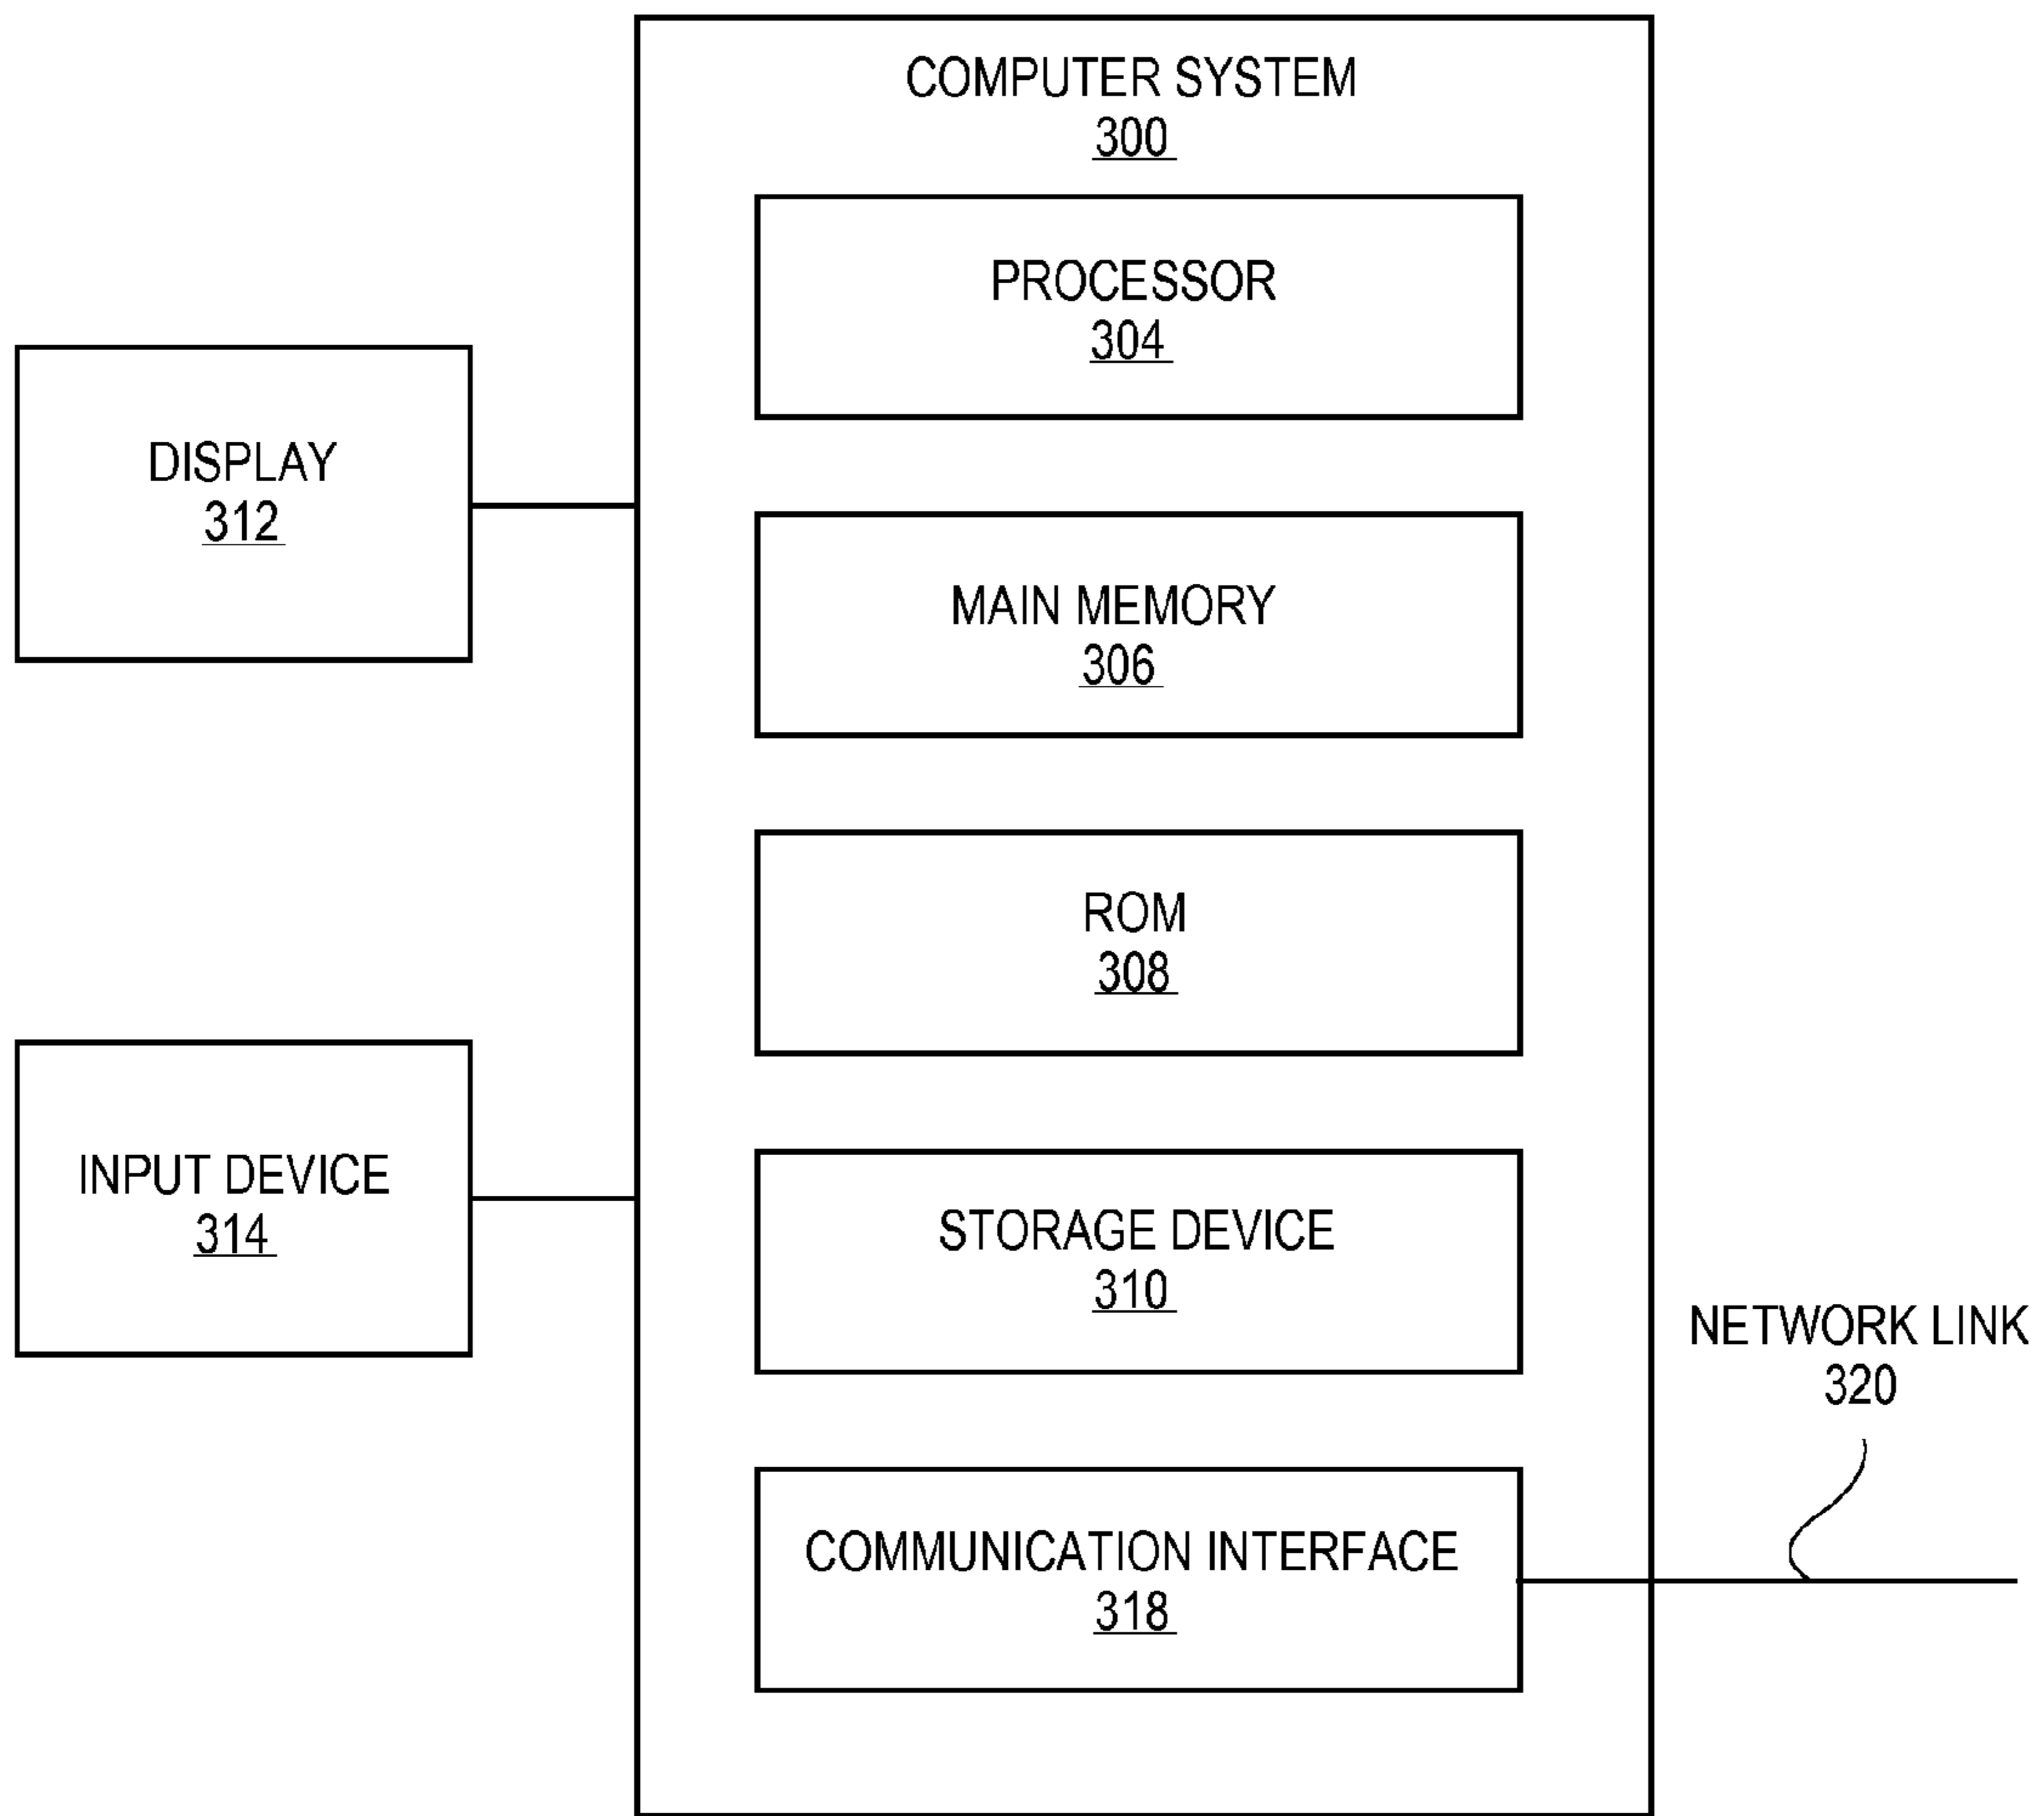 COMPUTER SYSTEM
300
PROCESSOR
304
DISPLAY
312
MAIN MEMORY
306
ROM
308
INPUT DEVICE
314
STORAGE DEVICE
310
NETWORK LINK
320
COMMUNICATION INTERFACE
318